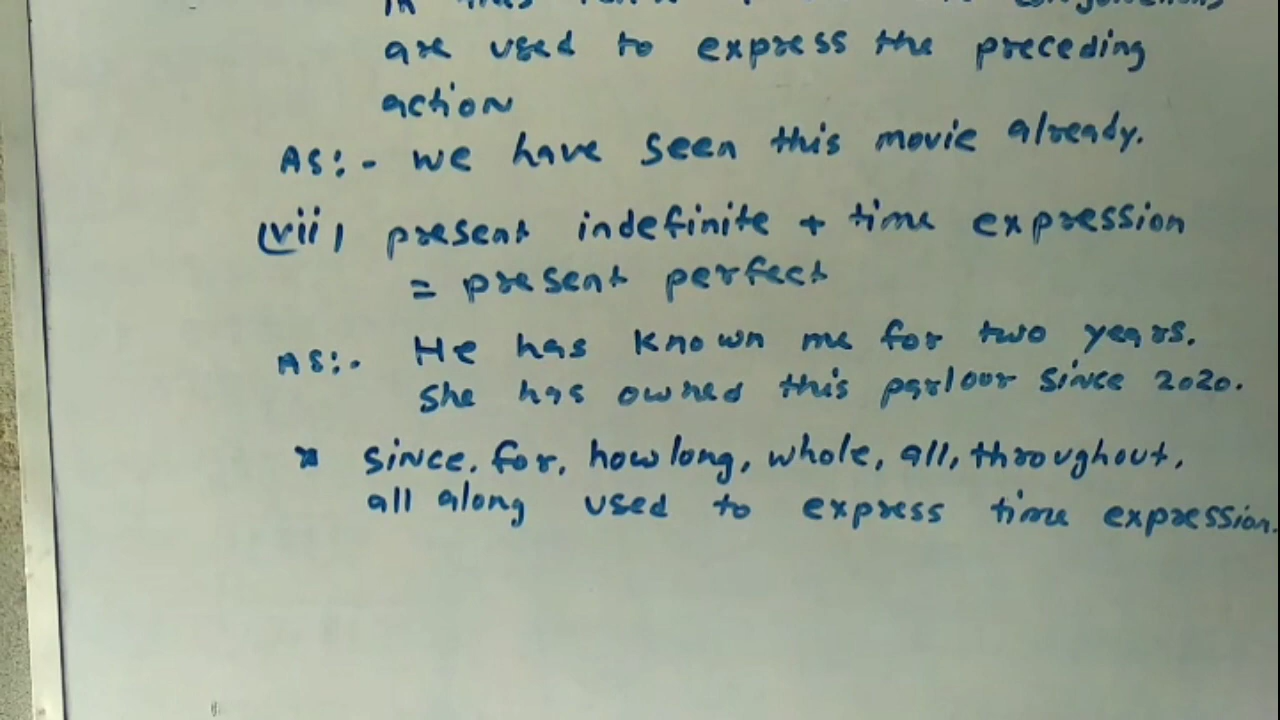 in this
are used to express the preceding
action
AS:- we have seen this movie already.
(vii) present indefinite + time expression
= present perfect
AS:- He has known me for two years.
She has owned this parlour since 2020.
* since, for, how long, whole, all, throughout,
all along used to express time expression.